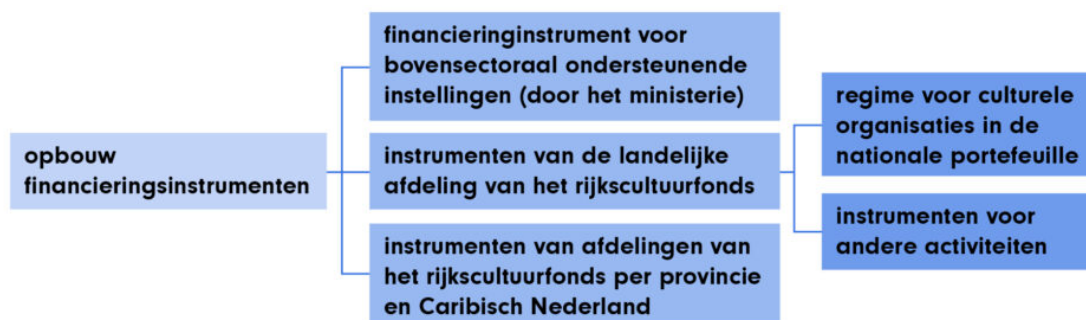 opbouw
financieringsinstrumenten
financieringinstrument voor
bovensectoraal ondersteunende
instellingen (door het ministerie)
instrumenten van de landelijke
afdeling van het rijkscultuurfonds
instrumenten van afdelingen van
het rijkscultuurfonds per provincie
en Caribisch Nederland
regime voor culturele
organisaties in de
nationale portefeuille
instrumenten voor
andere activiteiten